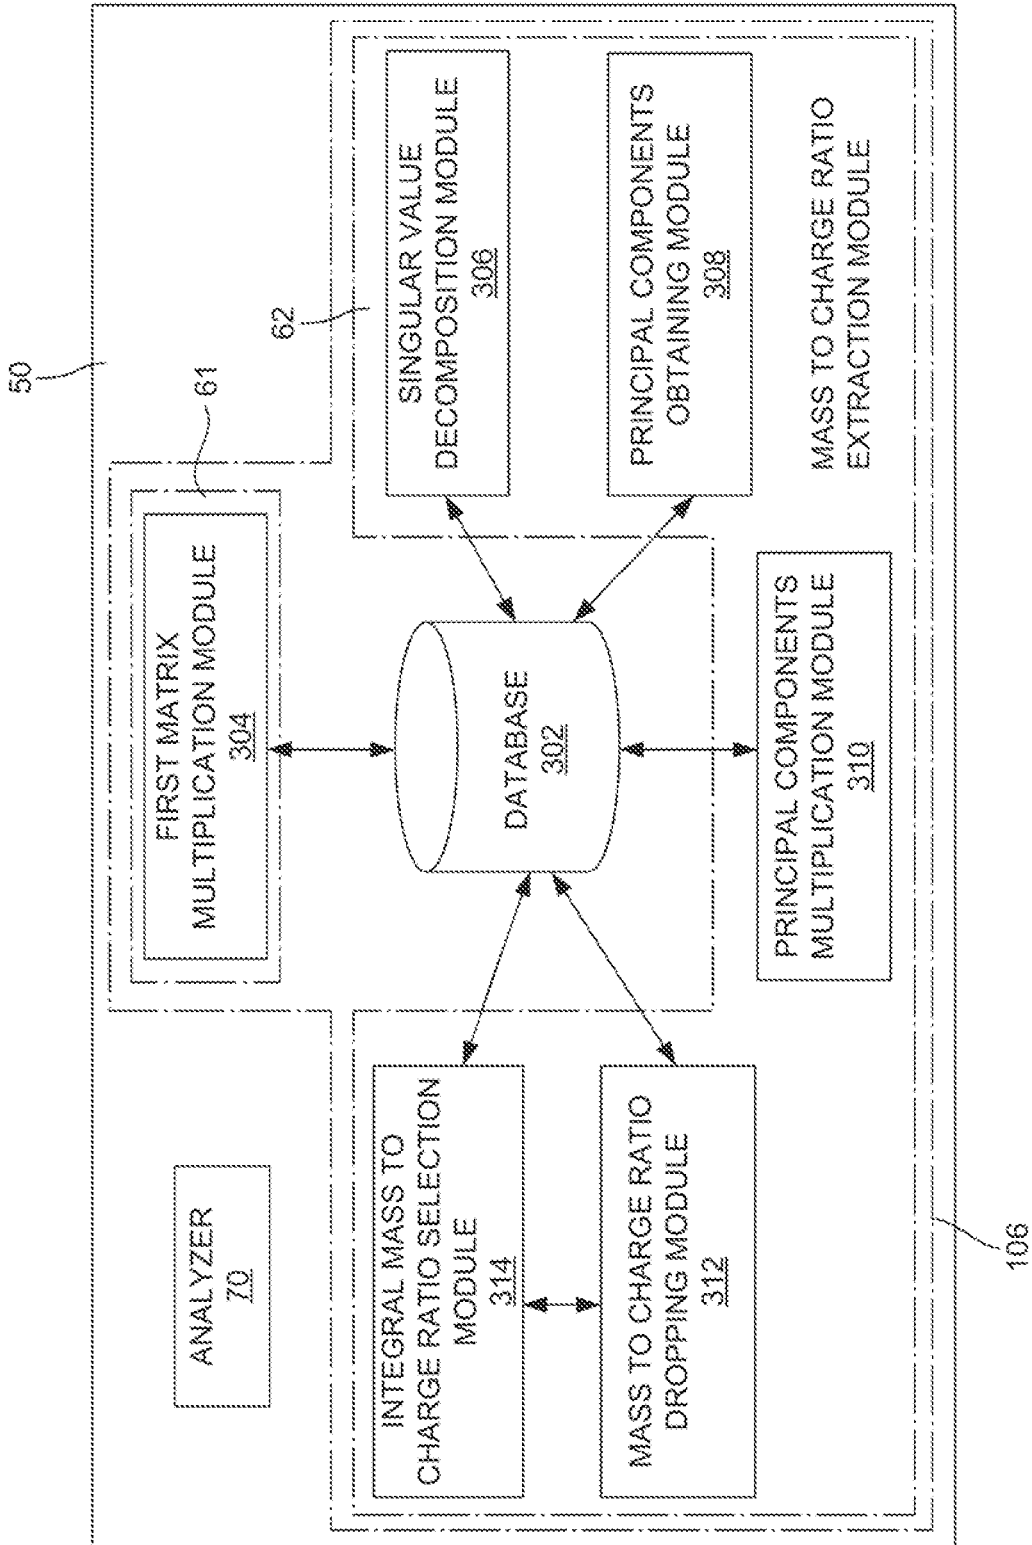 50
ANALYZER
70
FIRST MATRIX
MULTIPLICATION MODULE
304
61
62
INTEGRAL MASS TO
CHARGE RATIO SELECTION
MODULE
314
DATABASE
302
SINGULAR VALUE
DECOMPOSITION MODULE
306
MASS TO CHARGE RATIO
DROPPING MODULE
312
PRINCIPAL COMPONENTS
OBTAINING MODULE
308
PRINCIPAL COMPONENTS
MULTIPLICATION MODULE
310
MASS TO CHARGE RATIO
EXTRACTION MODULE
106